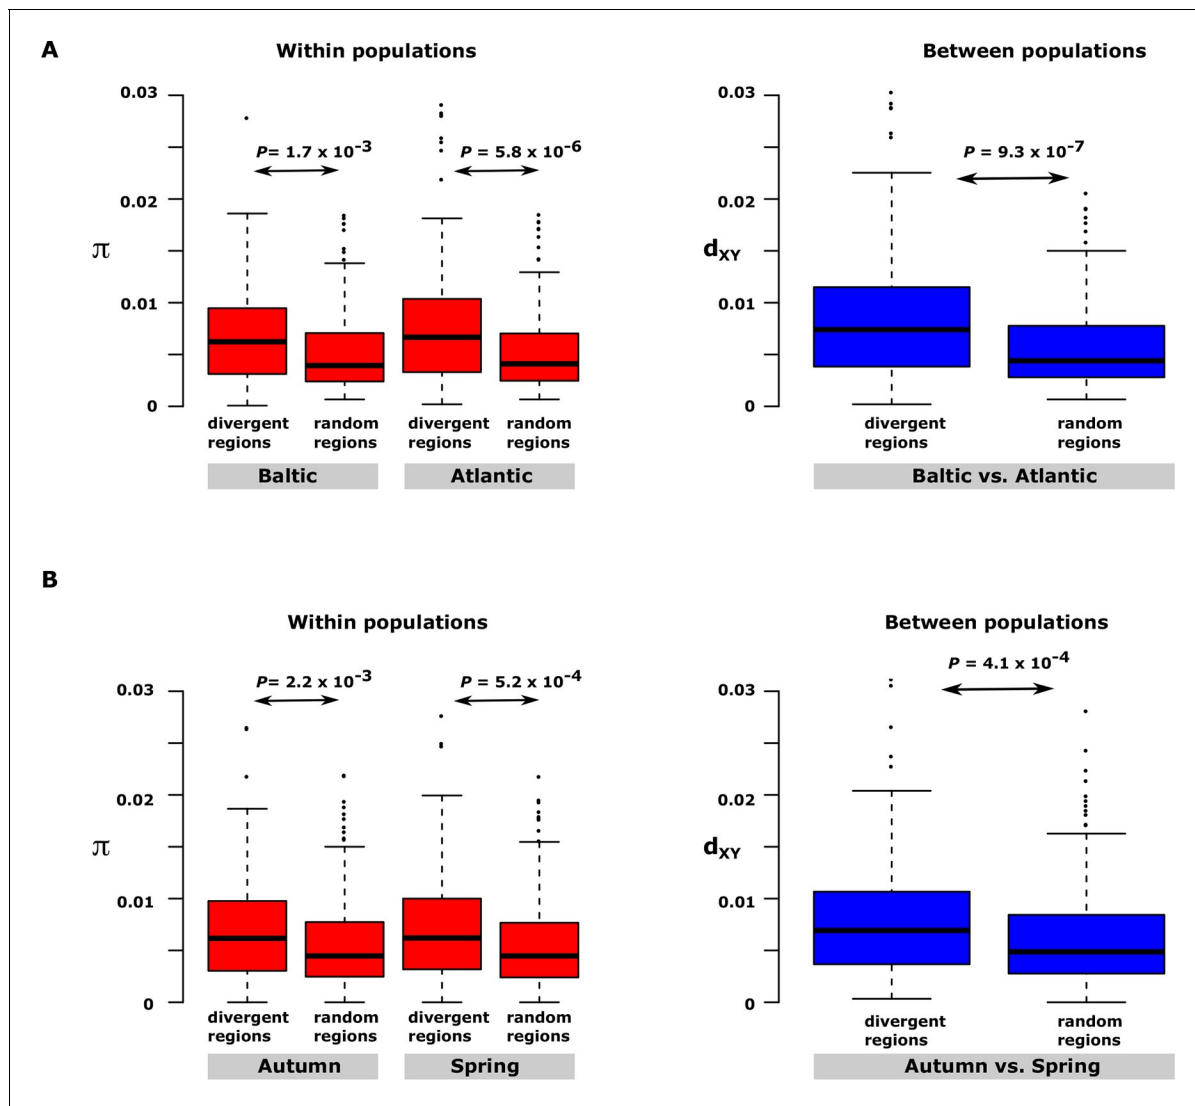 A
Within populations
Between populations
0.03
P= 1.7 x 10-3
P = 5.8 x 10-6
0.02
π
0.01
0
divergent regions
random regions
divergent regions
random regions
Baltic
Atlantic
0.03
P = 9.3 x 10-7
0.02
dXY
0.01
0
divergent regions
random regions
Baltic vs. Atlantic
B
Within populations
Between populations
P= 2.2 x 10-3
P = 5.2 x 10-4
0.03
0.02
π
0.01
0
divergent regions
random regions
divergent regions
random regions
Autumn
Spring
P = 4.1 x 10-4
0.03
0.02
dXY
0.01
0
divergent regions
random regions
Autumn vs. Spring